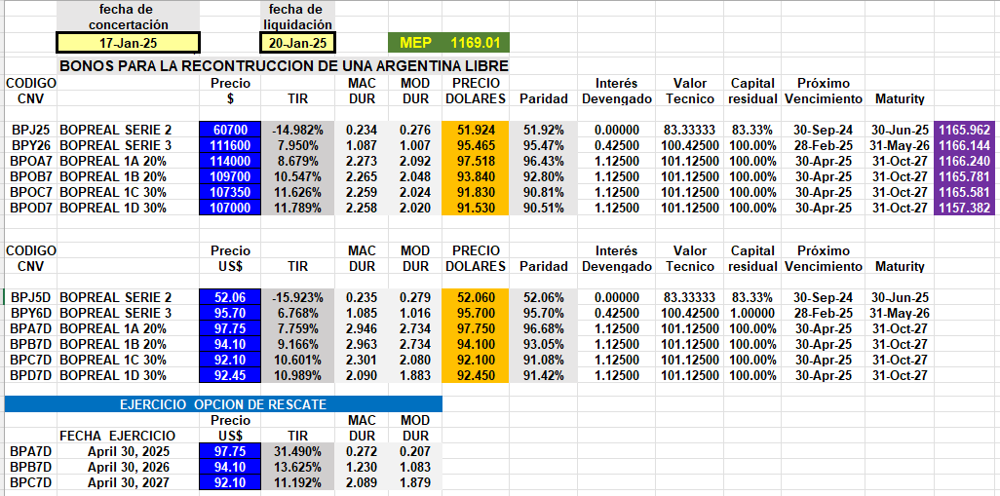 fecha de fecha de
concertación liquidación
17-Jan-25 20-Jan-25 MEP 1169.01
BONOS PARA LA RECONTRUCCION DE UNA ARGENTINA LIBRE
CODIGO Precio MAC MOD PRECIO Interés Valor Capital Próximo
CNV $ TIR DUR DUR DOLARES Paridad Devengado Tecnico residual Vencimiento Maturity
BPJ25 BOPREAL SERIE 2 60700 -14.982% 0.234 0.276 51.924 51.92% 0.00000 83.33333 83.33% 30-Sep-24 30-Jun-25 1165.962
BPY26 BOPREAL SERIE 3 111600 7.950% 1.087 1.007 95.465 95.47% 0.42500 100.42500 100.00% 28-Feb-25 31-May-26 1166.144
BPOA7 BOPREAL 1A 20% 114000 8.679% 2.273 2.092 97.518 96.43% 1.12500 101.12500 100.00% 30-Apr-25 31-Oct-27 1166.240
BPOB7 BOPREAL 1B 20% 109700 10.547% 2.265 2.048 93.840 92.80% 1.12500 101.12500 100.00% 30-Apr-25 31-Oct-27 1165.781
BPOC7 BOPREAL 1C 30% 107350 11.626% 2.259 2.024 91.830 90.81% 1.12500 101.12500 100.00% 30-Apr-25 31-Oct-27 1165.581
BPOD7 BOPREAL 1D 30% 107000 11.789% 2.258 2.020 91.530 90.51% 1.12500 101.12500 100.00% 30-Apr-25 31-Oct-27 1157.382
CODIGO Precio MAC MOD PRECIO Interés Valor Capital Próximo
CNV US$ TIR DUR DUR DOLARES Paridad Devengado Tecnico residual Vencimiento Maturity
BPJ5D BOPREAL SERIE 2 52.06 -15.923% 0.235 0.279 52.060 52.06% 0.00000 83.33333 83.33% 30-Sep-24 30-Jun-25
BPY6D BOPREAL SERIE 3 95.70 6.768% 1.085 1.016 95.700 95.70% 0.42500 100.42500 1.00000 28-Feb-25 31-May-26
BPA7D BOPREAL 1A 20% 97.75 7.759% 2.946 2.734 97.750 96.68% 1.12500 101.12500 100.00% 30-Apr-25 31-Oct-27
BPB7D BOPREAL 1B 20% 94.10 9.166% 2.963 2.734 94.100 93.05% 1.12500 101.12500 100.00% 30-Apr-25 31-Oct-27
BPC7D BOPREAL 1C 30% 92.10 10.601% 2.301 2.080 92.100 91.08% 1.12500 101.12500 100.00% 30-Apr-25 31-Oct-27
BPD7D BOPREAL 1D 30% 92.45 10.989% 2.090 1.883 92.450 91.42% 1.12500 101.12500 100.00% 30-Apr-25 31-Oct-27
EJERCICIO OPCION DE RESCATE
Precio MAC MOD
FECHA EJERCICIO US$ TIR DUR DUR
BPA7D April 30, 2025 97.75 31.490% 0.272 0.207
BPB7D April 30, 2026 94.10 13.625% 1.230 1.083
BPC7D April 30, 2027 92.10 11.192% 2.089 1.879